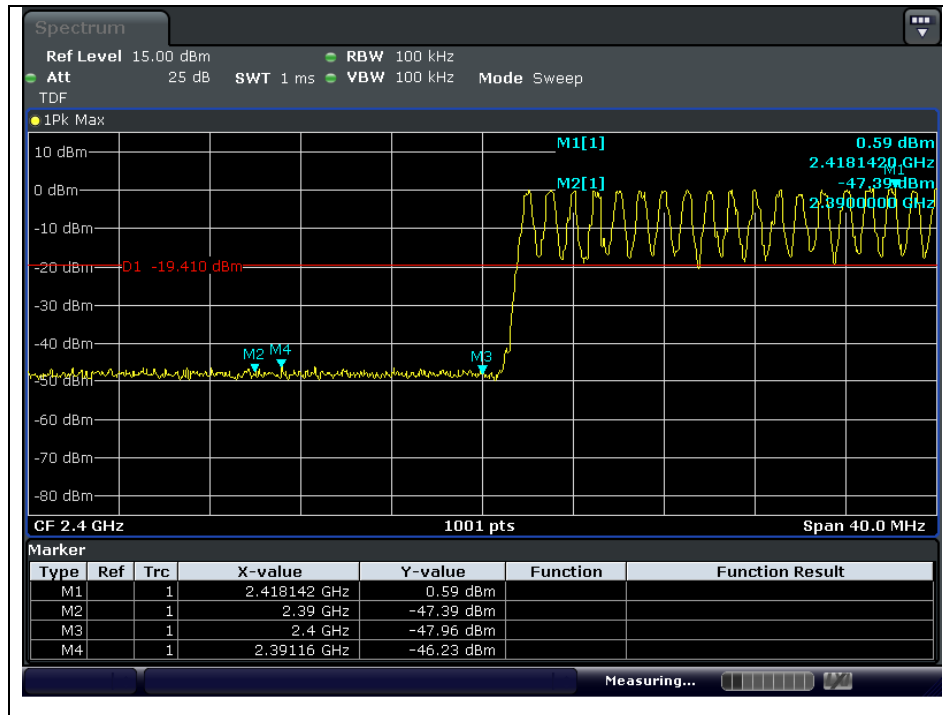 Spectrum
Ref Level 15.00 dBm RBW 100 kHz
Att 25 dB SWT 1 ms VBW 100 kHz Mode Sweep
TDF
1Pk Max
M1[1] 0.59 dBm
2.4181420 GHz
M1
M2[1] -47.39 dBm
2.3900000 GHz
10 dBm
0 dBm
-10 dBm
-20 dBm
D1 -19.410 dBm
-30 dBm
-40 dBm
M2 M4 M3
-50 dBm
-60 dBm
-70 dBm
-80 dBm
CF 2.4 GHz 1001 pts Span 40.0 MHz
Marker
Type Ref Trc X-value Y-value Function Function Result
M1 1 2.418142 GHz 0.59 dBm
M2 1 2.39 GHz -47.39 dBm
M3 1 2.4 GHz -47.96 dBm
M4 1 2.39116 GHz -46.23 dBm
Measuring...